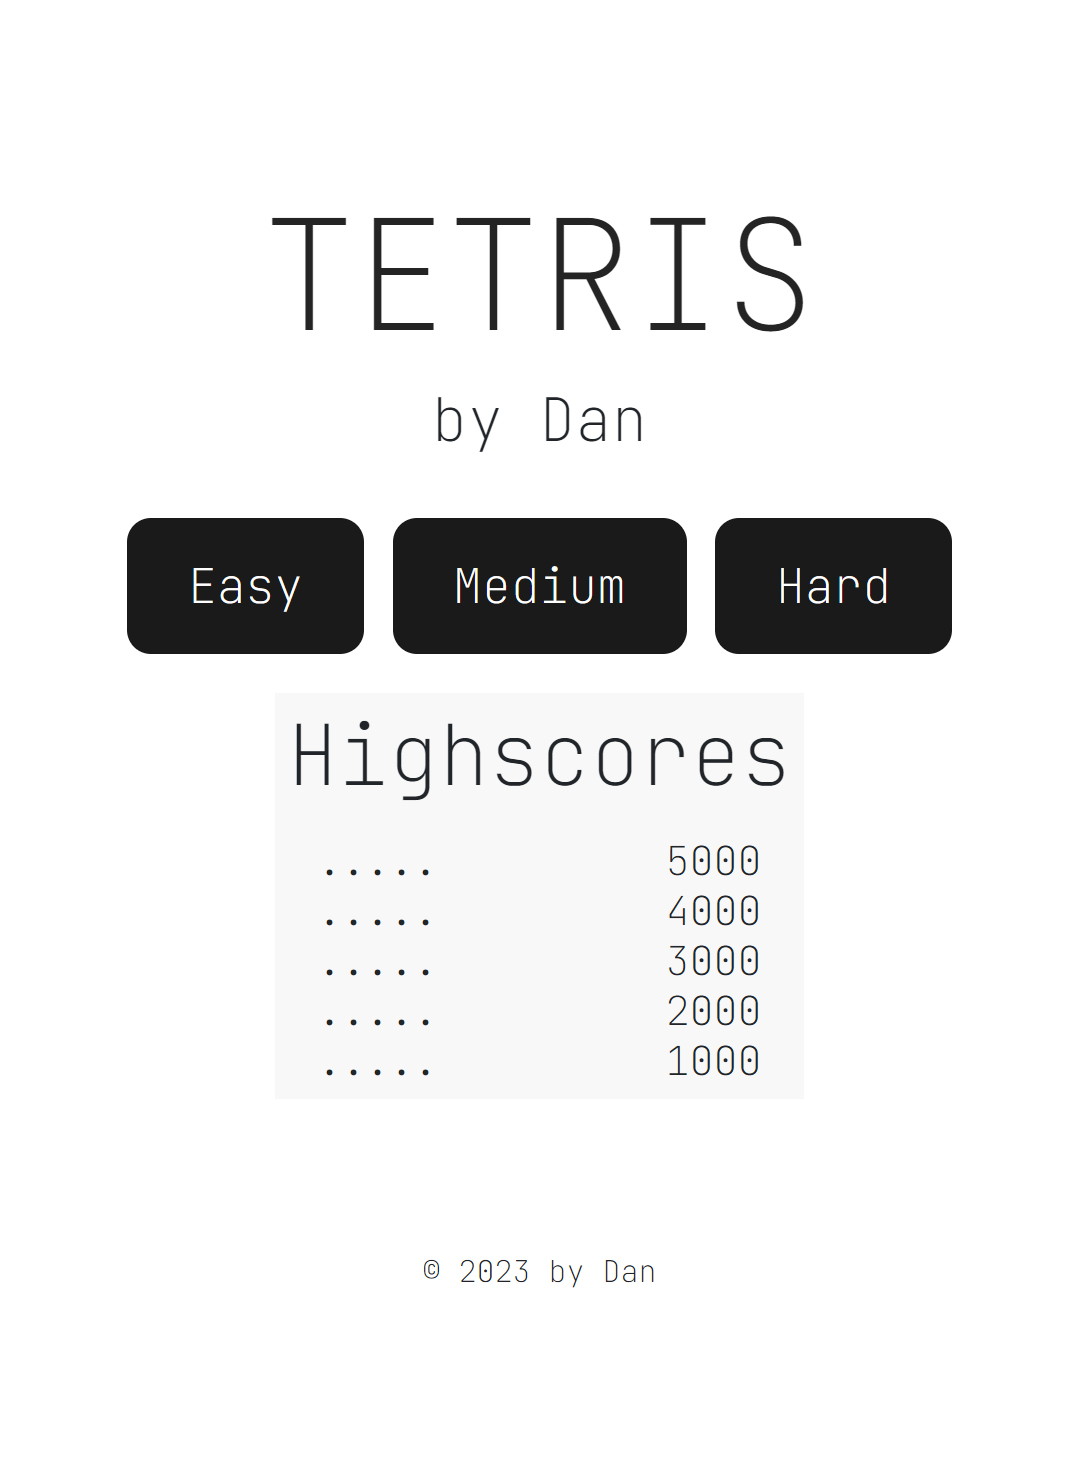 TETRIS
by Dan
Easy Medium Hard
Highscores
..... 5000
..... 4000
..... 3000
..... 2000
..... 1000
© 2023 by Dan